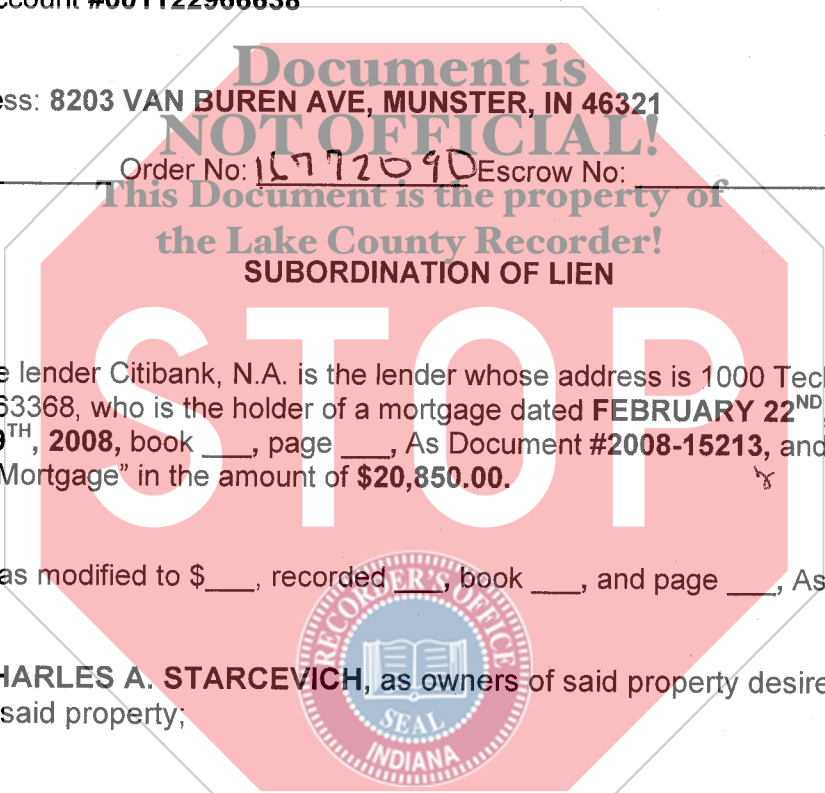 ccount #001122966638
Document is
ess: 8203 VAN BUREN AVE, MUNSTER, IN 46321
NOT OFFICIAL!
Order No: Escrow No:
This Document is the property of
the Lake County Recorder!
SUBORDINATION OF LIEN
STOP
e lender Citibank, N.A. is the lender whose address is 1000 Tec
63368, who is the holder of a mortgage dated FEBRUARY 22ND
9TH, 2008, book ___, page ___, As Document #2008-15213, and
Mortgage" in the amount of $20,850.00.
as modified to $___, recorded ___, book ___, and page ___, As
RECORDER'S OFFICE
HARLES A. STARCEVICH, as owners of said property desire
said property;
SEAL
INDIANA